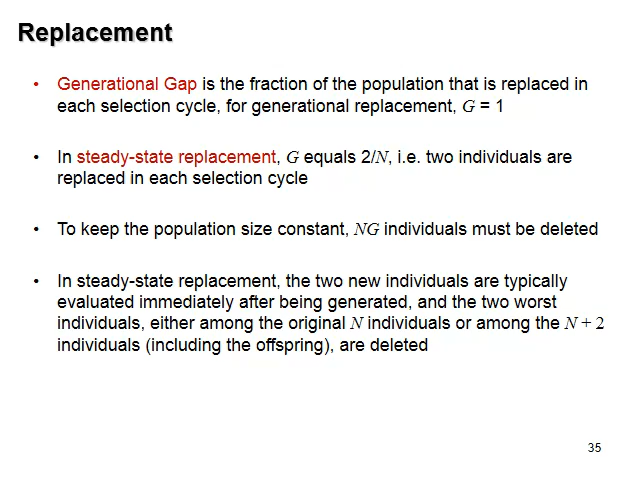 Replacement
• Generational Gap is the fraction of the population that is replaced in
each selection cycle, for generational replacement, G = 1
• In steady-state replacement, G equals 2/N, i.e. two individuals are
replaced in each selection cycle
• To keep the population size constant, NG individuals must be deleted
• In steady-state replacement, the two new individuals are typically
evaluated immediately after being generated, and the two worst
individuals, either among the original N individuals or among the N + 2
individuals (including the offspring), are deleted
35